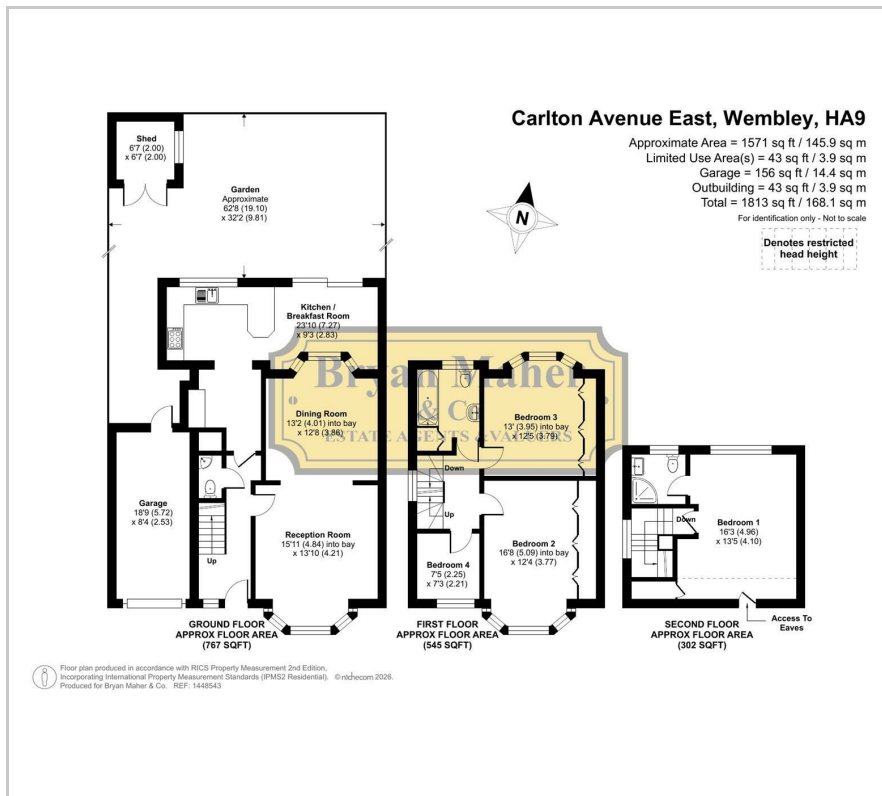 Carlton Avenue East, Wembley, HA9
Approximate Area = 1571 sq ft / 145.9 sq m
Limited Use Area(s) = 43 sq ft / 3.9 sq m
Garage = 156 sq ft / 14.4 sq m
Outbuilding = 43 sq ft / 3.9 sq m
Total = 1813 sq ft / 168.1 sq m
For identification only - Not to scale
Denotes restricted
head height
N
Shed
6'7 (2.00)
x 6'7 (2.00)
Garden
Approximate
62'8 (19.10)
x 32'2 (9.81)
Kitchen /
Breakfast Room
23'10 (7.27)
x 9'3 (2.83)
Bryan Maher
& Co
ESTATE AGENTS & VALUERS
Dining Room
13'2 (4.01) into bay
x 12'8 (3.86)
Garage
18'9 (5.72)
x 8'4 (2.53)
Up
Reception Room
15'11 (4.84) into bay
x 13'10 (4.21)
GROUND FLOOR
APPROX FLOOR AREA
(767 SQFT)
Bedroom 3
13' (3.95) into bay
x 12'5 (3.79)
Down
Up
Bedroom 2
16'8 (5.09) into bay
x 12'4 (3.77)
Bedroom 4
7'5 (2.25)
x 7'3 (2.21)
FIRST FLOOR
APPROX FLOOR AREA
(545 SQFT)
Down
Bedroom 1
16'3 (4.96)
x 13'5 (4.10)
SECOND FLOOR
APPROX FLOOR AREA
(302 SQFT)
Access To
Eaves
Floor plan produced in accordance with RICS Property Measurement 2nd Edition,
Incorporating International Property Measurement Standards (IPMS2 Residential). © ntchecom 2026.
Produced for Bryan Maher & Co. REF: 1448543